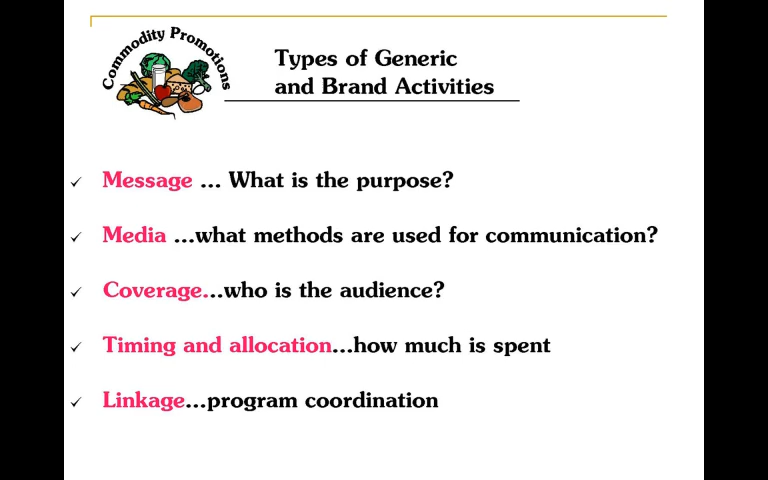 Commodity Promotions
Types of Generic
and Brand Activities
Message ... What is the purpose?
Media ...what methods are used for communication?
Coverage...who is the audience?
Timing and allocation...how much is spent
Linkage...program coordination